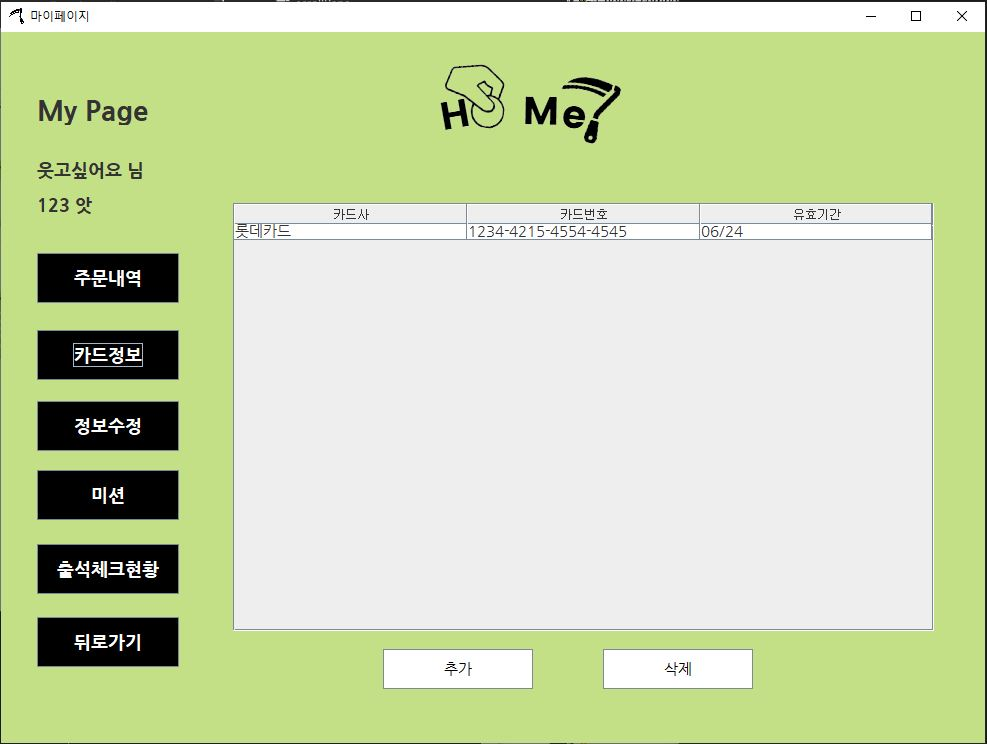 마이페이지
My Page
Ho Me?
웃고싶어요 님
123 앗
카드사 카드번호 유효기간
롯데카드 1234-4215-4554-4545 06/24
주문내역
카드정보
정보수정
미션
출석체크현황
뒤로가기
추가 삭제